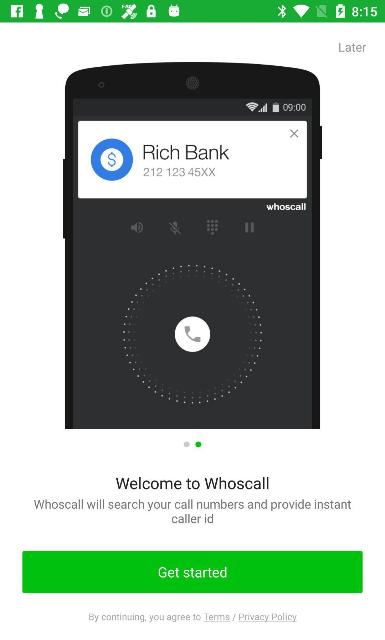 8:15
Later
09:00
Rich Bank
212 123 45XX
whoscall
Welcome to Whoscall
Whoscall will search your call numbers and provide instant
caller id
Get started
By continuing, you agree to Terms / Privacy Policy